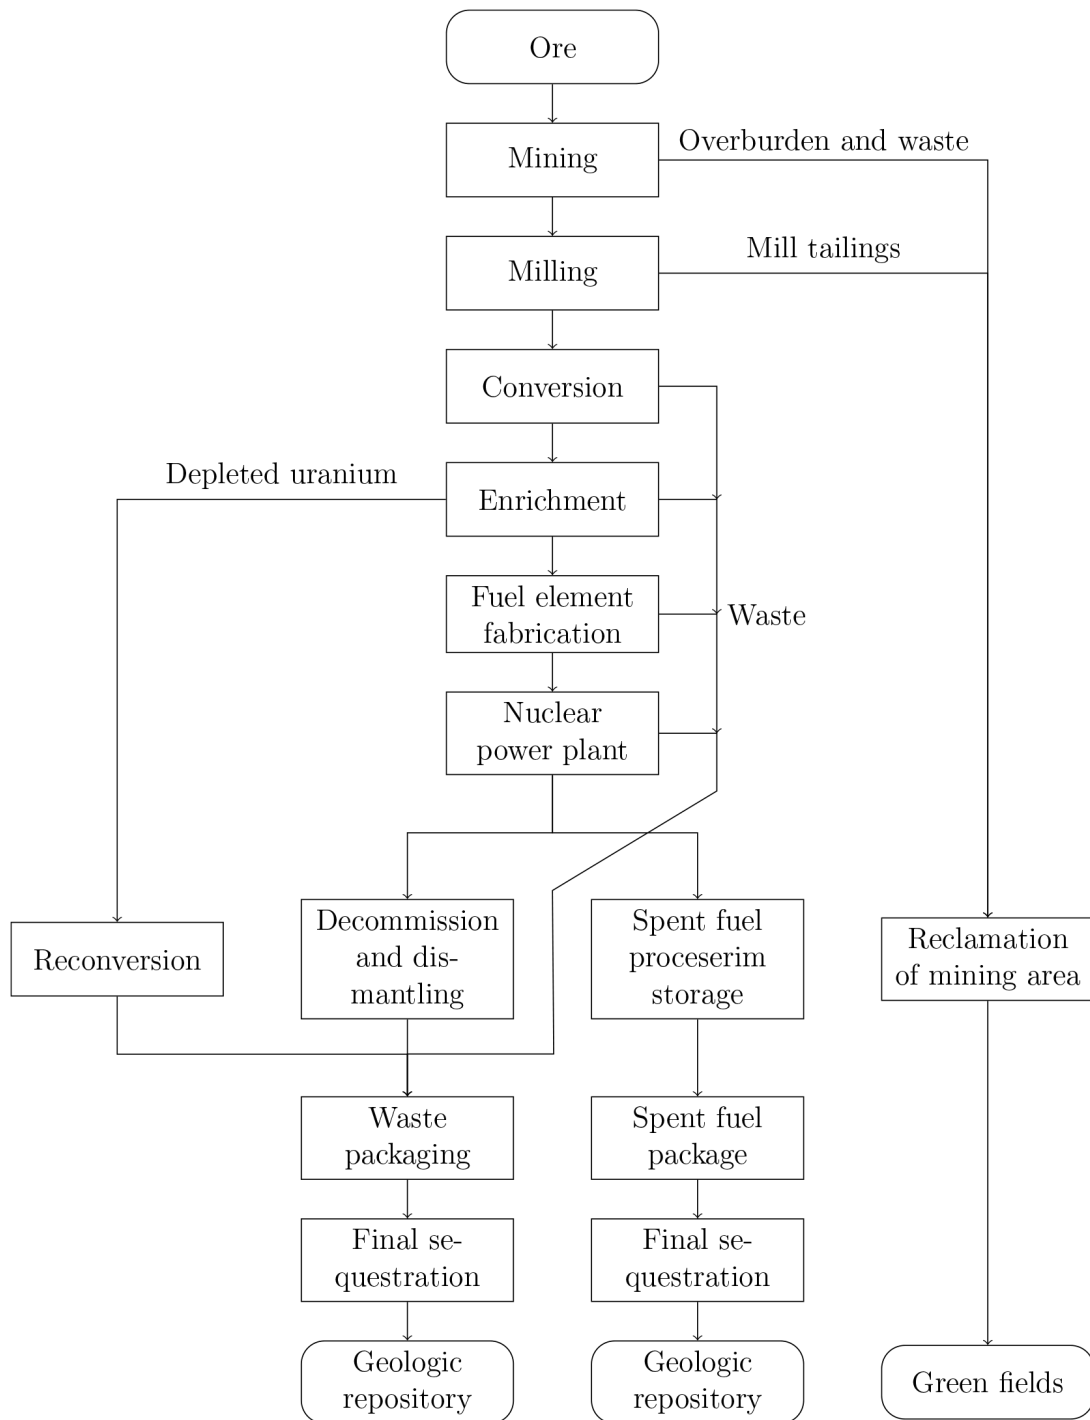 Ore
Mining
Overburden and waste
Milling
Mill tailings
Conversion
Depleted uranium
Enrichment
Fuel element
fabrication
Waste
Nuclear
power plant
Reconversion
Decommission
and dis-
mantling
Spent fuel
proceserim
storage
Reclamation
of mining area
Waste
packaging
Spent fuel
package
Final se-
questration
Final se-
questration
Geologic
repository
Geologic
repository
Green fields